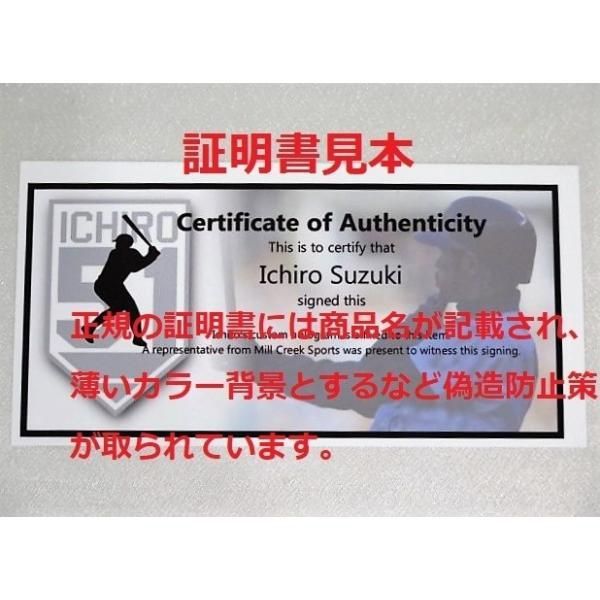 証明書見本
ICHIRO
51
Certificate of Authenticity
This is to certify that
Ichiro Suzuki
signed this
正規の証明書には商品名が記載され、
A representative from Mill Creek Sports was present to witness this signing.
薄いカラー背景とするなど偽造防止策
が取られています。